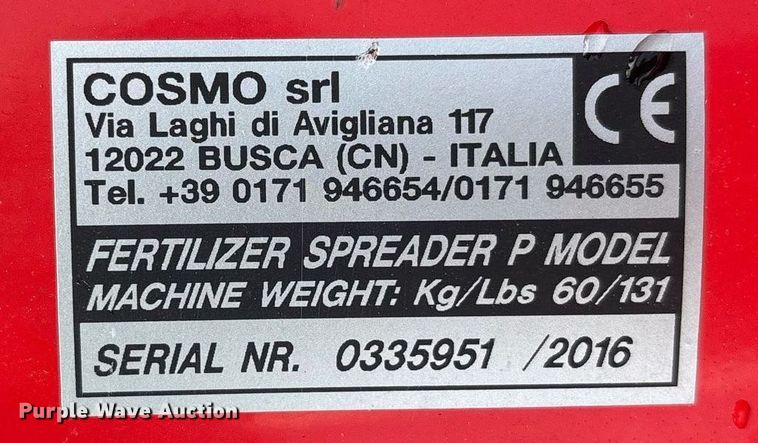 COSMO srl
Via Laghi di Avigliana 117
12022 BUSCA (CN) - ITALIA
Tel. +39 0171 946654/0171 946655
CE
FERTILIZER SPREADER P MODEL
MACHINE WEIGHT: Kg/Lbs 60/131
SERIAL NR. 0335951 /2016
Purple Wave Auction